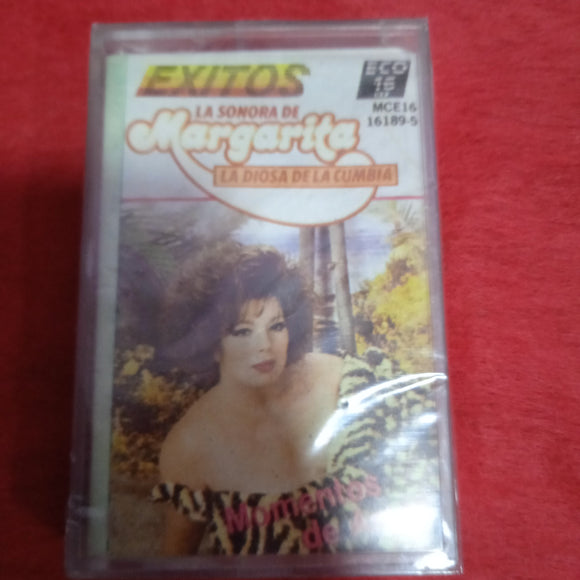 EXITOS
LA SONORA DE
Margarita
LA DIOSA DE LA CUMBIA
ECO
MCE16
16189-5
Momentos
de